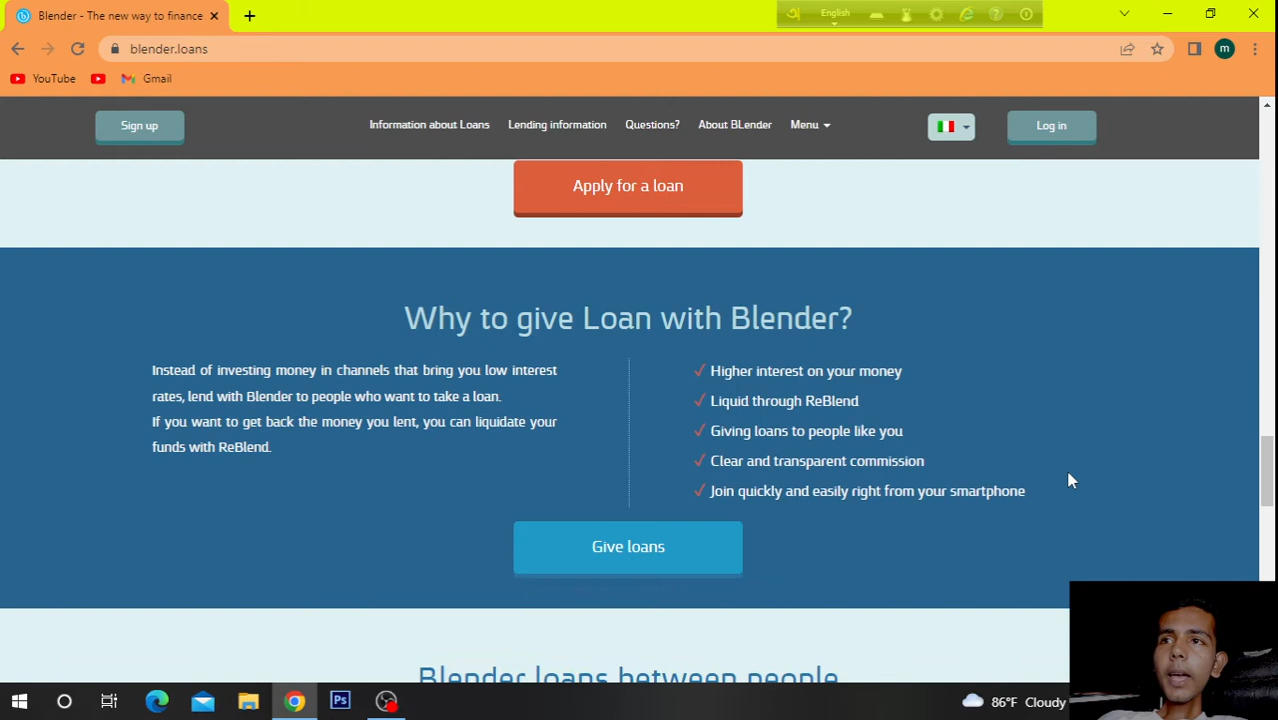 Blender - The new way to finance
English
blender.loans
YouTube
Gmail
m
Sign up
Information about Loans
Lending information
Questions?
About BLender
Menu
Log in
Apply for a loan
Why to give Loan with Blender?
Instead of investing money in channels that bring you low interest
rates, lend with Blender to people who want to take a loan.
If you want to get back the money you lent, you can liquidate your
funds with ReBlend.
Higher interest on your money
Liquid through ReBlend
Giving loans to people like you
Clear and transparent commission
Join quickly and easily right from your smartphone
Give loans
Blender loans between people
Ps
86°F Cloudy